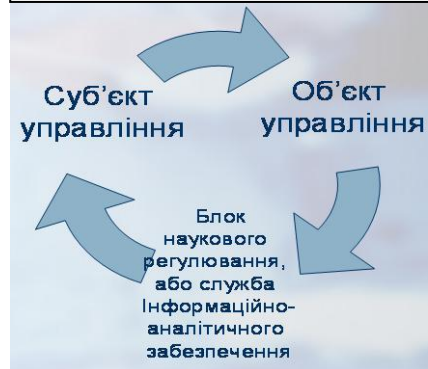 Суб’єкт
управління
Об’єкт
управління
Блок
наукового
регулювання,
або служба
Інформаційно-
аналітичного
забезпечення